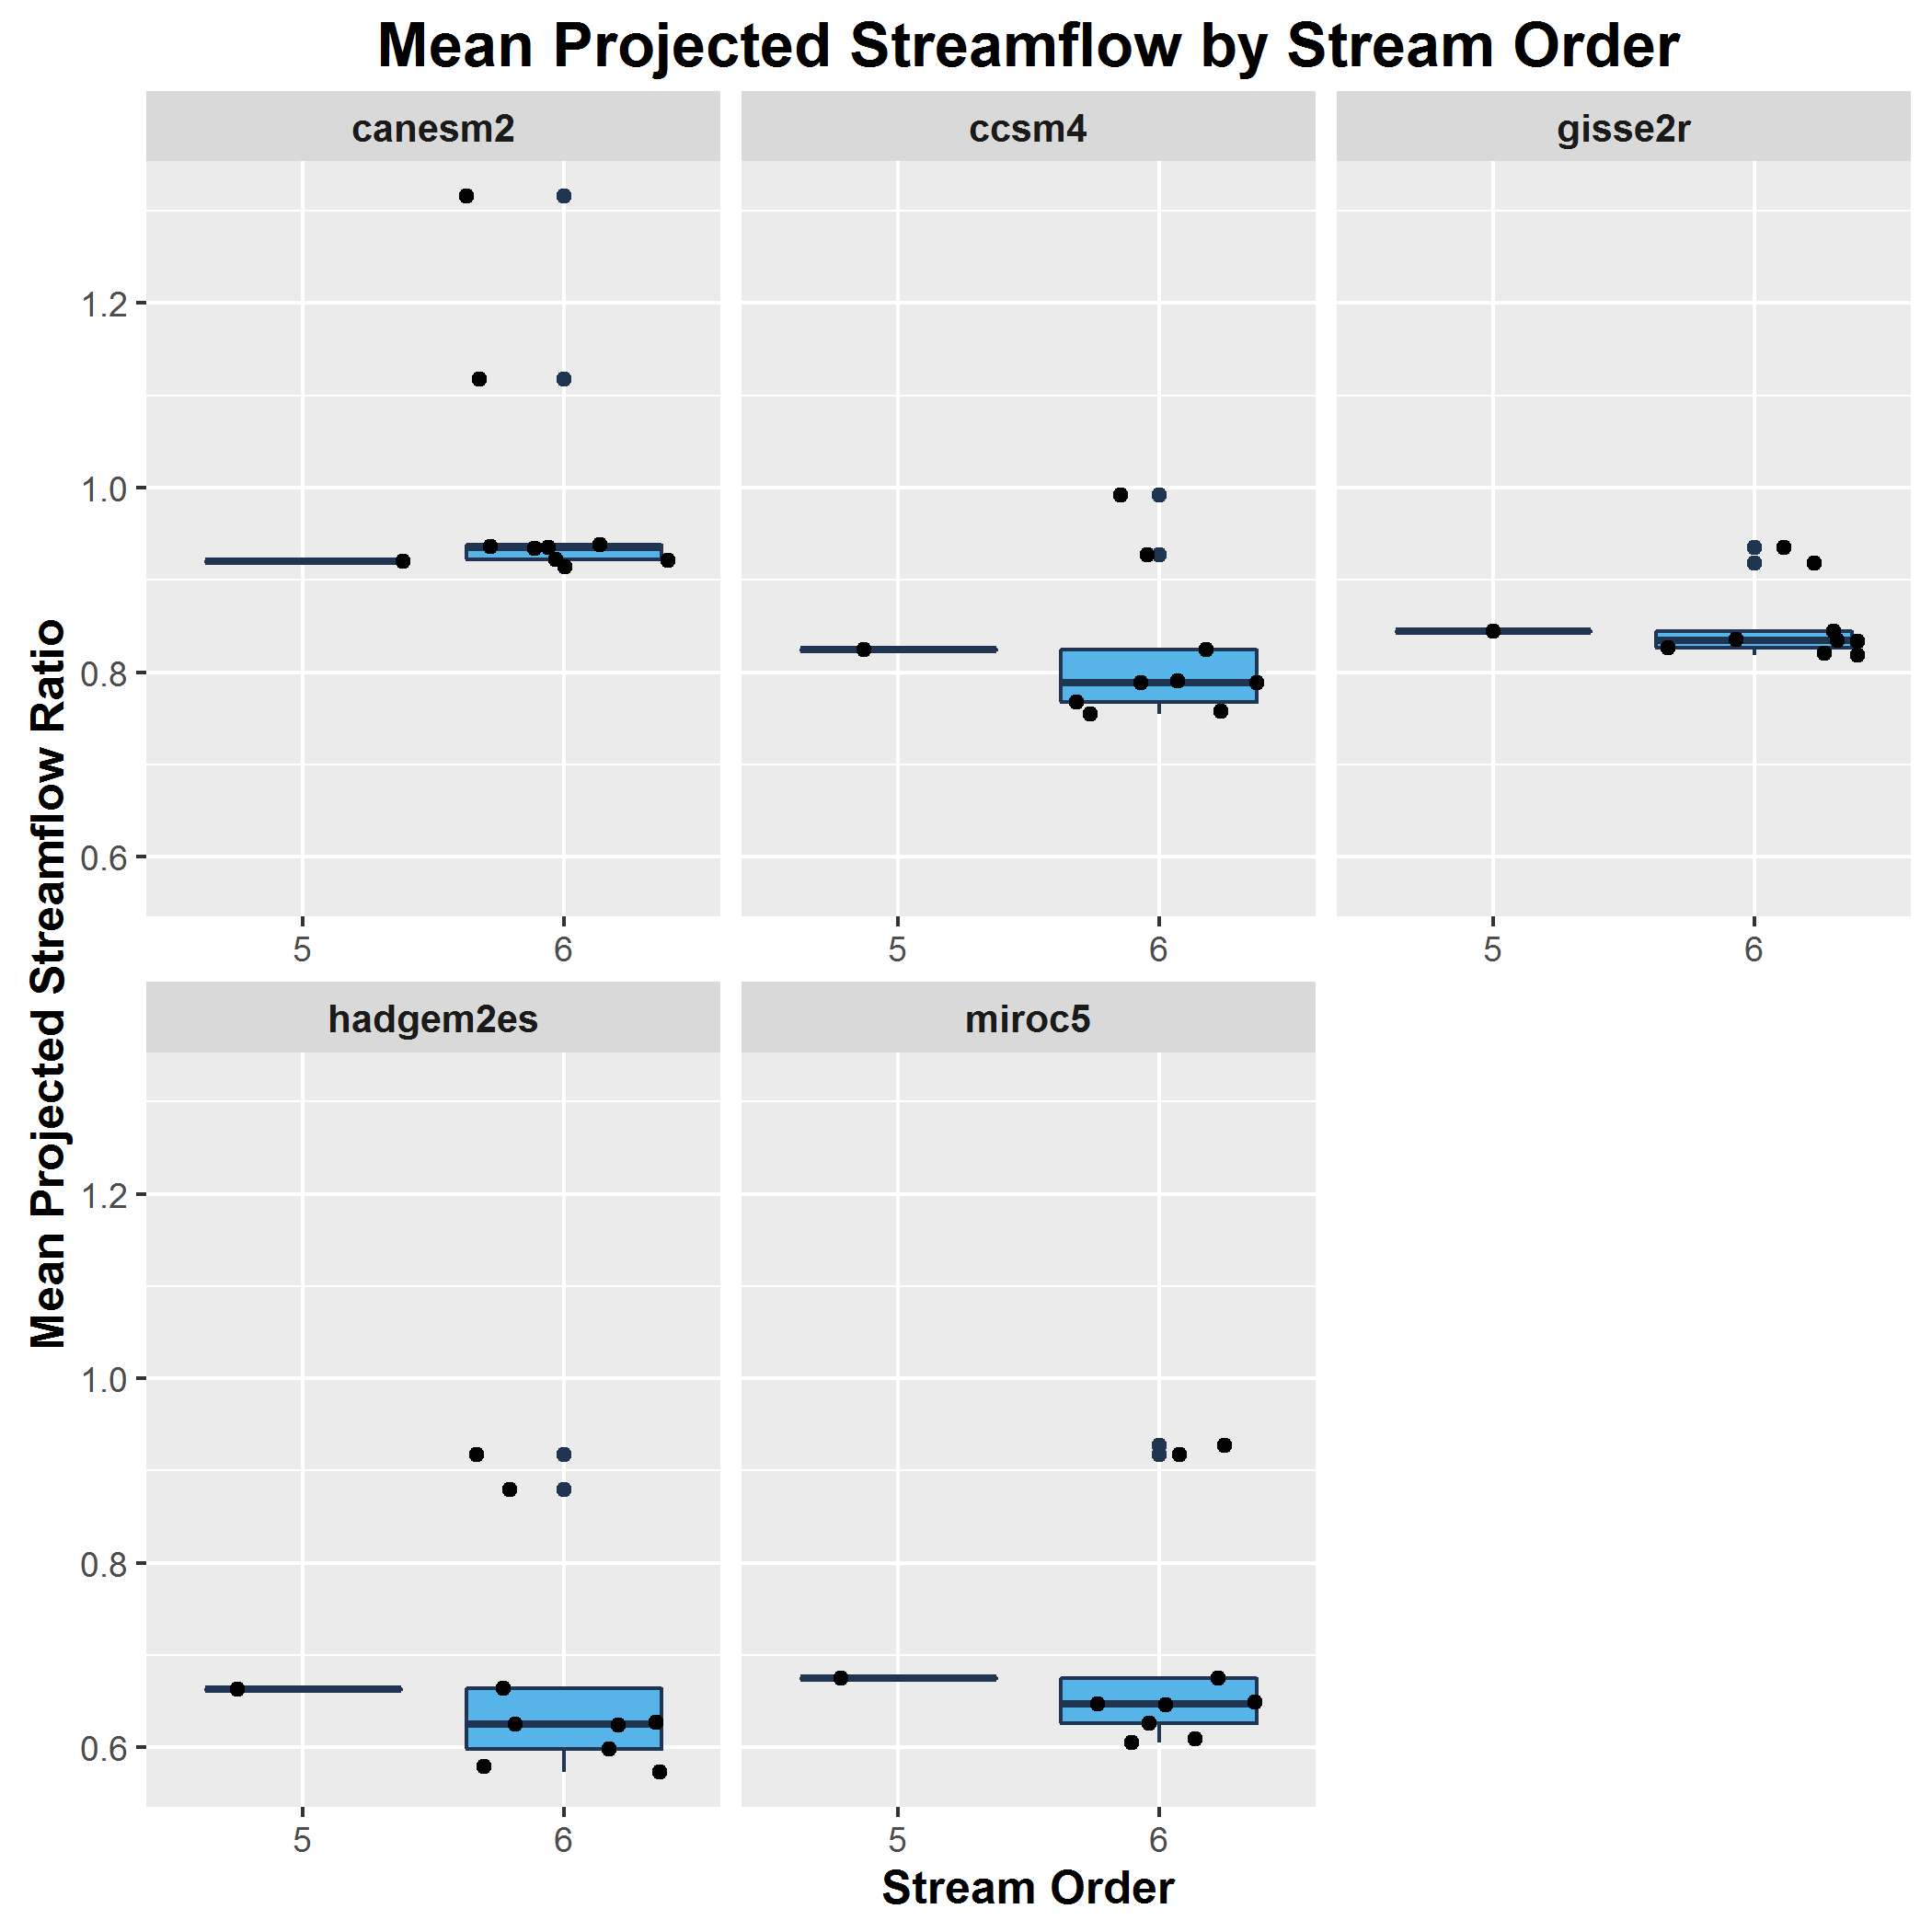 Mean Projected Streamflow by Stream Order
canesm2
ccsm4
gisse2r
Mean Projected Streamflow Ratio
1.2
1.0
0.8
0.6
5 6
5 6
5 6
hadgem2es
miroc5
1.2
1.0
0.8
0.6
5 6
5 6
Stream Order